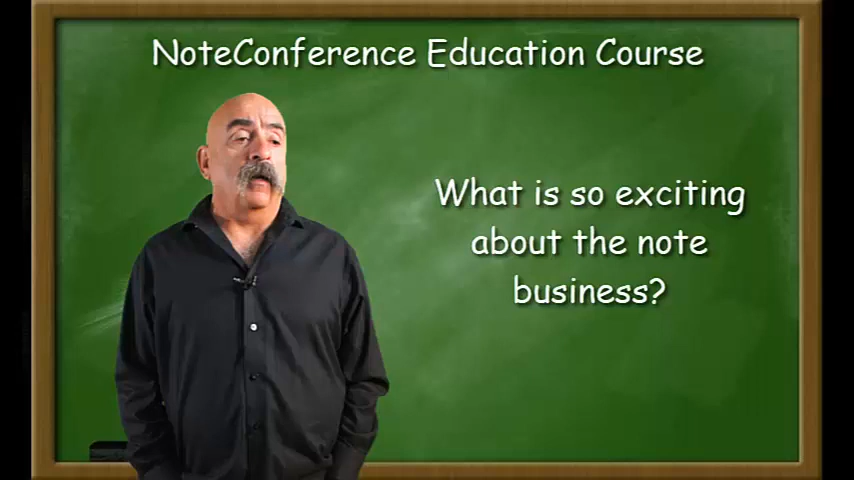 NoteConference Education Course
What is so exciting
about the note
business?